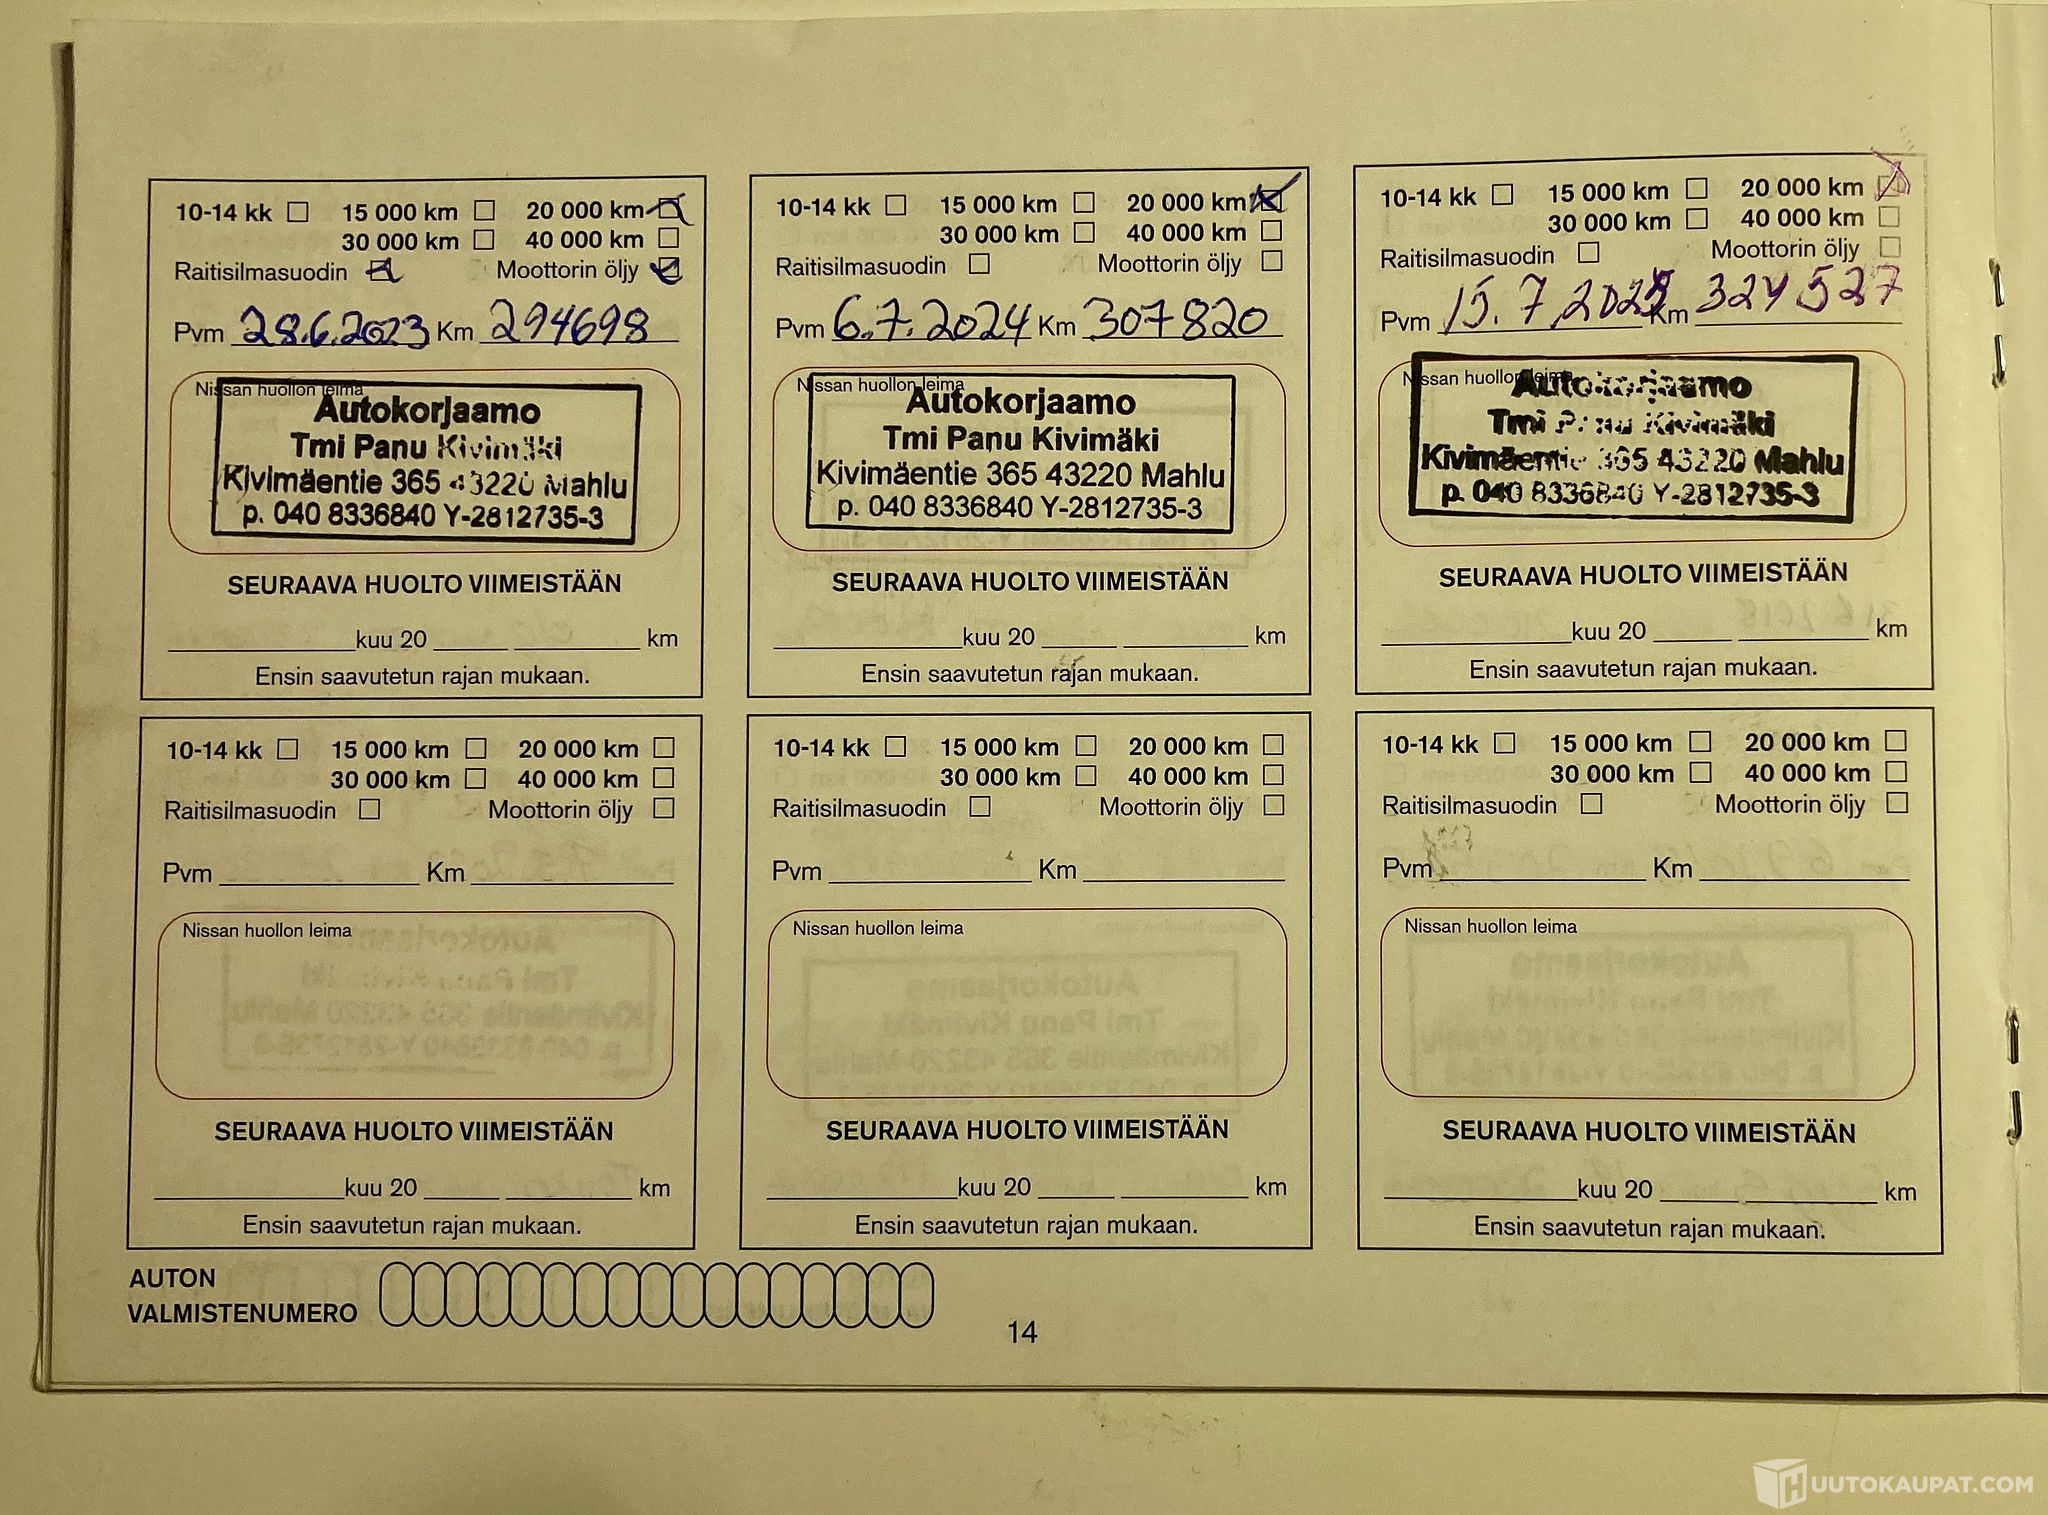 10-14 kk 15 000 km 20 000 km
30 000 km 40 000 km
Raitisilmasuodin Moottorin öljy
Pvm 28.6.2023 Km 294698
Nissan huollon leima
Autokorjaamo
Tmi Panu Kivimäki
Kivimäentie 365 43220 Mahlu
p. 040 8336840 Y-2812735-3
SEURAAVA HUOLTO VIIMEISTÄÄN
kuu 20 km
Ensin saavutetun rajan mukaan.
10-14 kk 15 000 km 20 000 km
30 000 km 40 000 km
Raitisilmasuodin Moottorin öljy
Pvm 6.7.2024 Km 307820
Nissan huollon leima
Autokorjaamo
Tmi Panu Kivimäki
Kivimäentie 365 43220 Mahlu
p. 040 8336840 Y-2812735-3
SEURAAVA HUOLTO VIIMEISTÄÄN
kuu 20 km
Ensin saavutetun rajan mukaan.
10-14 kk 15 000 km 20 000 km
30 000 km 40 000 km
Raitisilmasuodin Moottorin öljy
Pvm 15.7. Km 324527
Nissan huollon leima
Autokorjaamo
Tmi Panu Kivimäki
Kivimäentie 365 43220 Mahlu
p. 040 8336840 Y-2812735-3
SEURAAVA HUOLTO VIIMEISTÄÄN
kuu 20 km
Ensin saavutetun rajan mukaan.
10-14 kk 15 000 km 20 000 km
30 000 km 40 000 km
Raitisilmasuodin Moottorin öljy
Pvm Km
Nissan huollon leima
SEURAAVA HUOLTO VIIMEISTÄÄN
kuu 20 km
Ensin saavutetun rajan mukaan.
10-14 kk 15 000 km 20 000 km
30 000 km 40 000 km
Raitisilmasuodin Moottorin öljy
Pvm Km
Nissan huollon leima
SEURAAVA HUOLTO VIIMEISTÄÄN
kuu 20 km
Ensin saavutetun rajan mukaan.
10-14 kk 15 000 km 20 000 km
30 000 km 40 000 km
Raitisilmasuodin Moottorin öljy
Pvm Km
Nissan huollon leima
SEURAAVA HUOLTO VIIMEISTÄÄN
kuu 20 km
Ensin saavutetun rajan mukaan.
AUTON
VALMISTENUMERO
14
HUUTOKAUPAT.COM